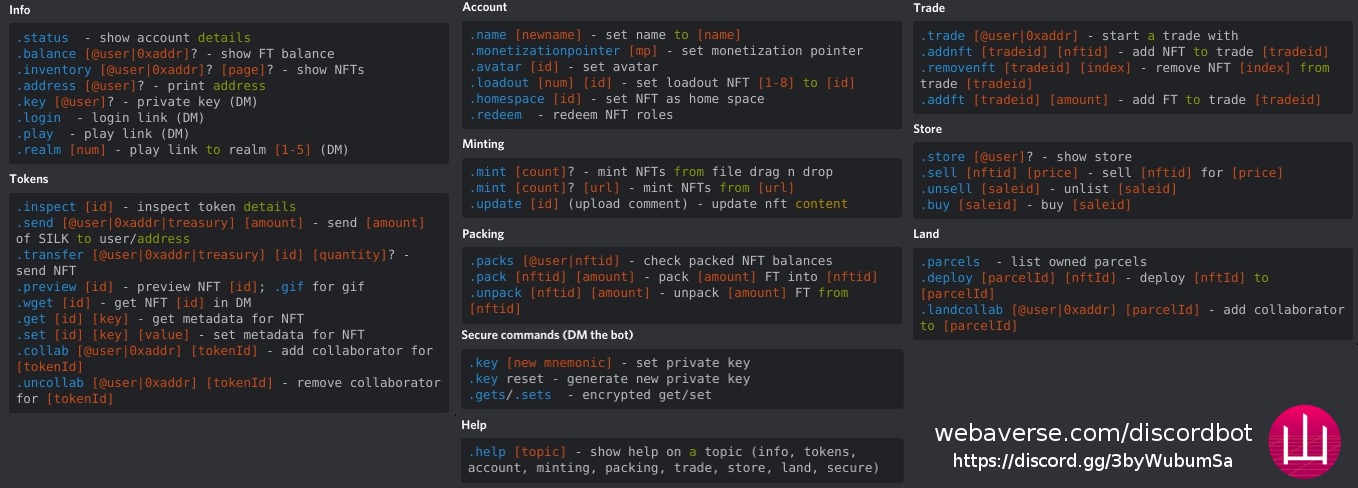 Info
.status  - show account details
.balance [@user|0xaddr]? - show FT balance
.inventory [@user|0xaddr]? [page]? - show NFTs
.address [@user]? - print address
.key [@user]? - private key (DM)
.login  - login link (DM)
.play  - play link (DM)
.realm [num] - play link to realm [1-5] (DM)
Tokens
.inspect [id] - inspect token details
.send [@user|0xaddr|treasury] [amount] - send [amount]
of SILK to user/address
.transfer [@user|0xaddr|treasury] [id] [quantity]? -
send NFT
.preview [id] - preview NFT [id]; .gif for gif
.wget [id] - get NFT [id] in DM
.get [id] [key] - get metadata for NFT
.set [id] [key] [value] - set metadata for NFT
.collab [@user|0xaddr] [tokenId] - add collaborator for
[tokenId]
.uncollab [@user|0xaddr] [tokenId] - remove collaborator
for [tokenId]
Account
.name [newname] - set name to [name]
.monetizationpointer [mp] - set monetization pointer
.avatar [id] - set avatar
.loadout [num] [id] - set loadout NFT [1-8] to [id]
.homespace [id] - set NFT as home space
.redeem  - redeem NFT roles
Minting
.mint [count]? - mint NFTs from file drag n drop
.mint [count]? [url] - mint NFTs from [url]
.update [id] (upload comment) - update nft content
Packing
.packs [@user|nftid] - check packed NFT balances
.pack [nftid] [amount] - pack [amount] FT into [nftid]
.unpack [nftid] [amount] - unpack [amount] FT from
[nftid]
Secure commands (DM the bot)
.key [new mnemonic] - set private key
.key reset - generate new private key
.gets/.sets  - encrypted get/set
Help
.help [topic] - show help on a topic (info, tokens,
account, minting, packing, trade, store, land, secure)
Trade
.trade [@user|0xaddr] - start a trade with
.addnft [tradeid] [nftid] - add NFT to trade [tradeid]
.removenft [tradeid] [index] - remove NFT [index] from
trade [tradeid]
.addft [tradeid] [amount] - add FT to trade [tradeid]
Store
.store [@user]? - show store
.sell [nftid] [price] - sell [nftid] for [price]
.unsell [saleid] - unlist [saleid]
.buy [saleid] - buy [saleid]
Land
.parcels  - list owned parcels
.deploy [parcelId] [nftId] - deploy [nftId] to
[parcelId]
.landcollab [@user|0xaddr] [parcelId] - add collaborator
to [parcelId]
webaverse.com/discordbot
https://discord.gg/3byWubumSa